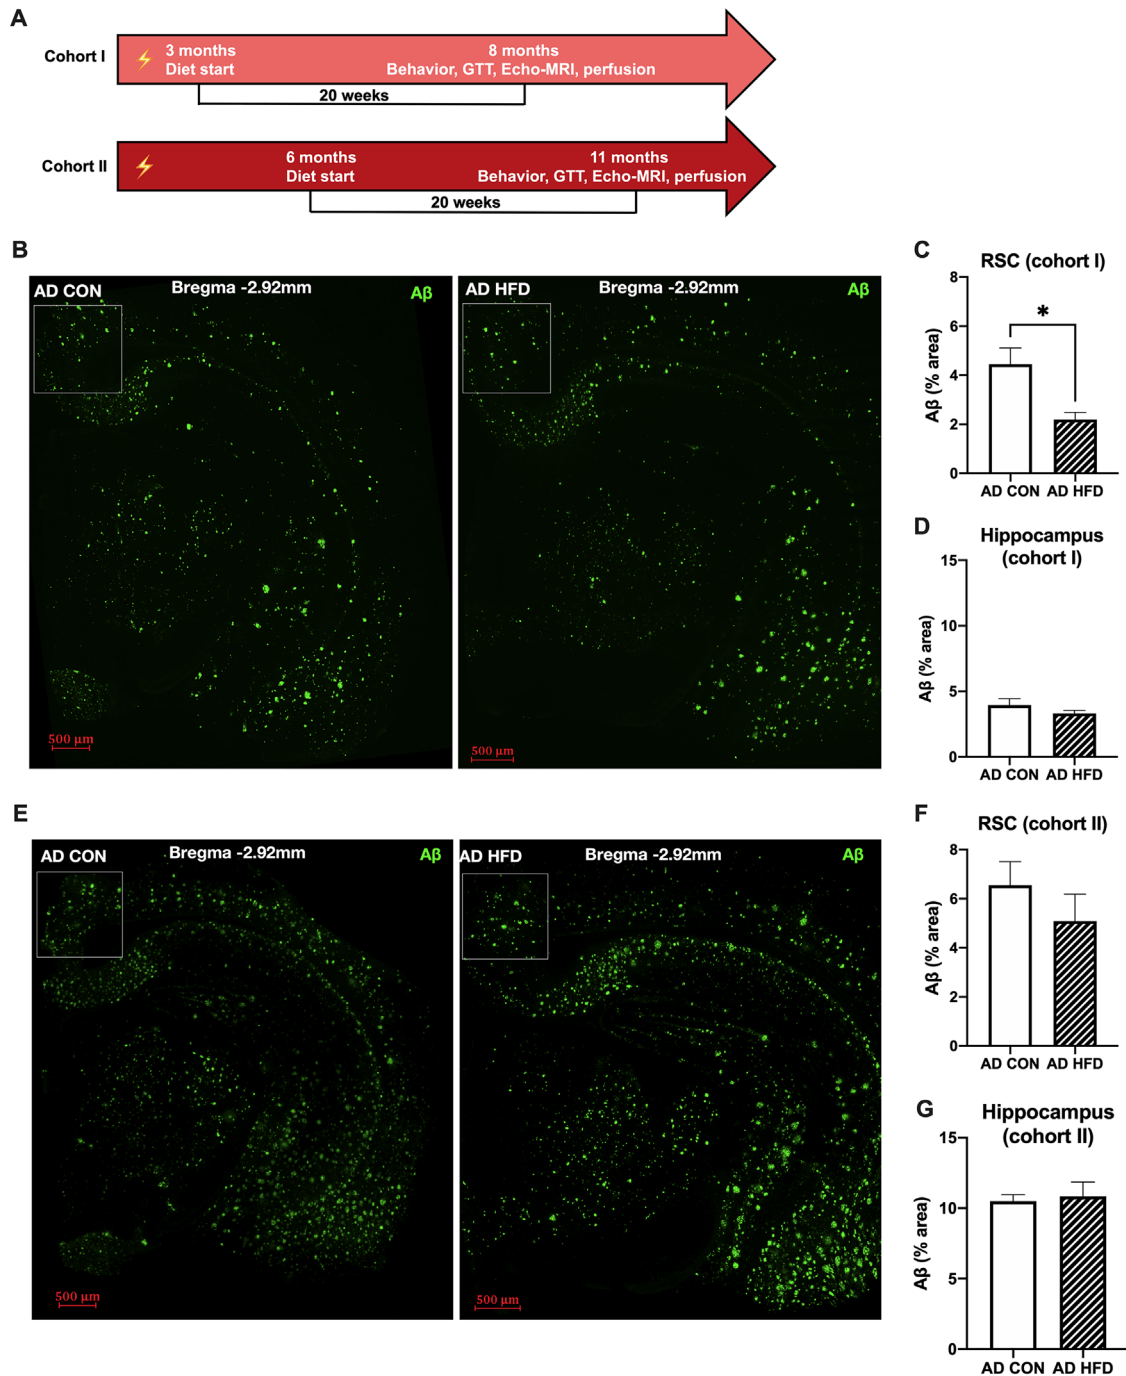 A
Cohort I
3 months
Diet start
8 months
Behavior, GTT, Echo-MRI, perfusion
20 weeks
Cohort II
6 months
Diet start
11 months
Behavior, GTT, Echo-MRI, perfusion
20 weeks
B
AD CON
Bregma -2.92mm
Aβ
500 µm
AD HFD
Bregma -2.92mm
Aβ
500 µm
C
RSC (cohort I)
Aβ (% area)
8
6
4
2
0
*
AD CON AD HFD
D
Hippocampus
(cohort I)
Aβ (% area)
15
10
5
0
AD CON AD HFD
E
AD CON
Bregma -2.92mm
Aβ
500 µm
AD HFD
Bregma -2.92mm
Aβ
500 µm
F
RSC (cohort II)
Aβ (% area)
8
6
4
2
0
AD CON AD HFD
G
Hippocampus
(cohort II)
Aβ (% area)
15
10
5
0
AD CON AD HFD